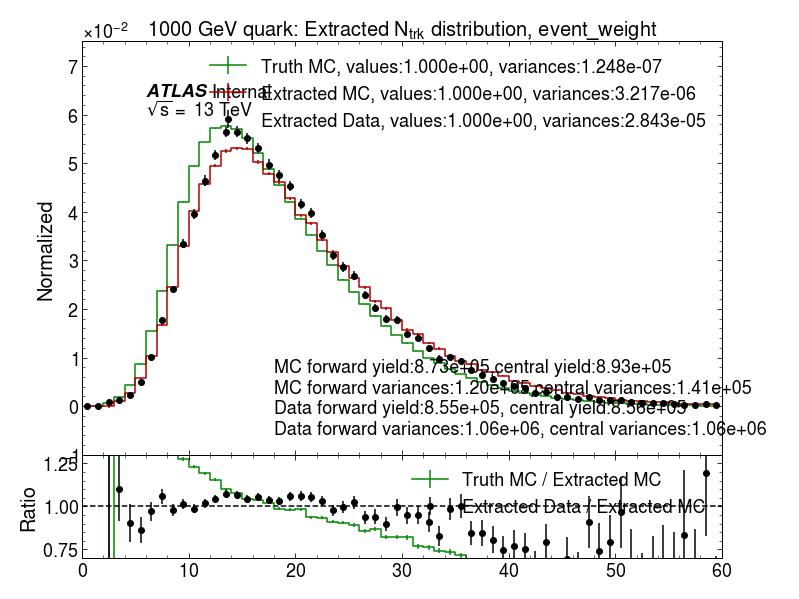 ×10−2 1000 GeV quark: Extracted Ntrk distribution, event_weight
Truth MC, values:1.000e+00, variances:1.248e-07
ATLAS Internal
Extracted MC, values:1.000e+00, variances:3.217e-06
√s = 13 TeV
Extracted Data, values:1.000e+00, variances:2.843e-05
Normalized
7
6
5
4
3
2
1
0
MC forward yield:8.73e+05, central yield:8.93e+05
MC forward variances:1.20e+05, central variances:1.41e+05
Data forward yield:8.55e+05, central yield:8.56e+05
Data forward variances:1.06e+06, central variances:1.06e+06
-1
Ratio
1.25
1.00
0.75
Truth MC / Extracted MC
Extracted Data / Extracted MC
0 10 20 30 40 50 60